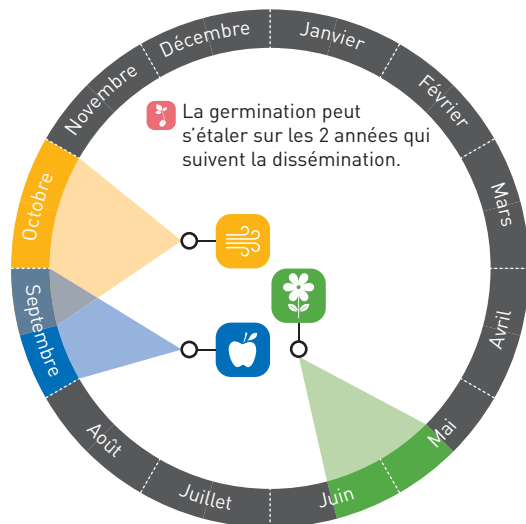 Janvier
Février
Mars
Avril
Mai
Juin
Juillet
Août
Septembre
Octobre
Novembre
Décembre
La germination peut
s’étaler sur les 2 années qui
suivent la dissémination.